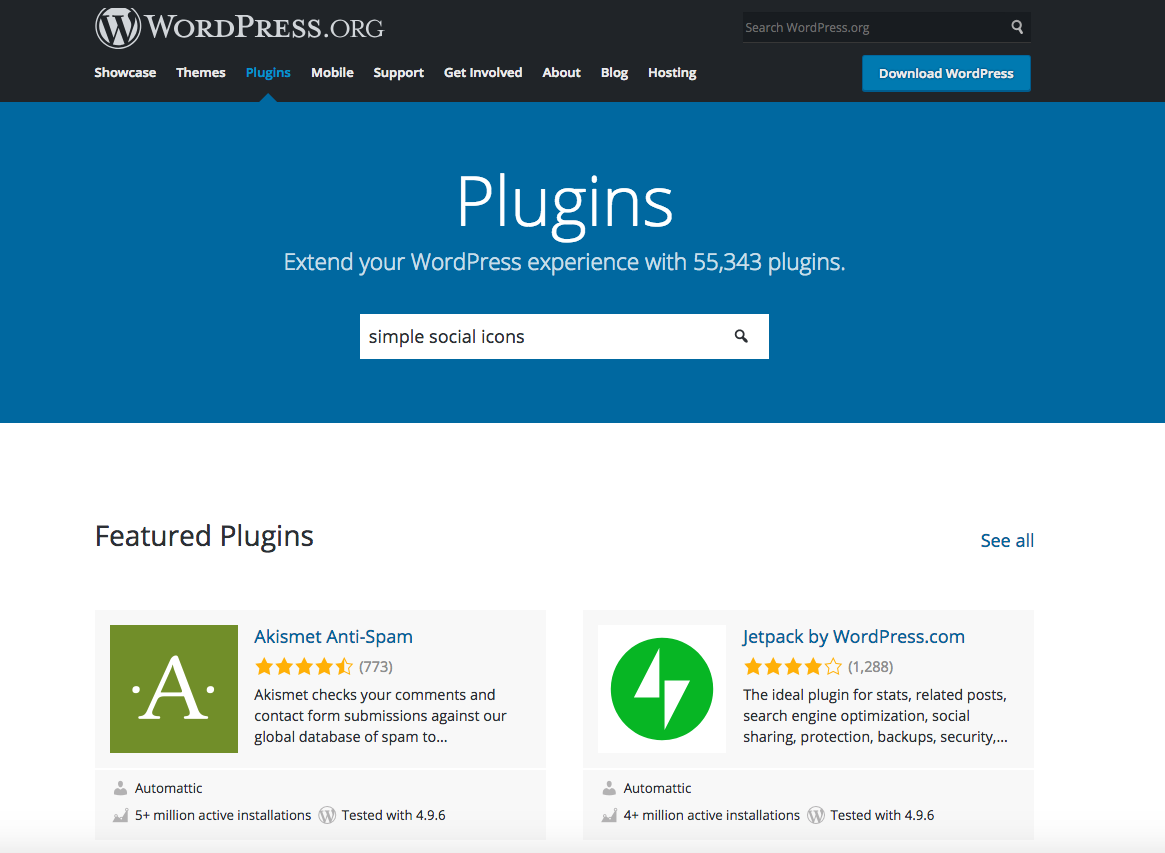 WORDPRESS.ORG
Search WordPress.org
Showcase Themes Plugins Mobile Support Get Involved About Blog Hosting
Download WordPress
Plugins
Extend your WordPress experience with 55,343 plugins.
simple social icons
Featured Plugins
See all
·A·
Akismet Anti-Spam
(773)
Akismet checks your comments and
contact form submissions against our
global database of spam to...
Automattic
5+ million active installations Tested with 4.9.6
Jetpack by WordPress.com
(1,288)
The ideal plugin for stats, related posts,
search engine optimization, social
sharing, protection, backups, security,...
Automattic
4+ million active installations Tested with 4.9.6